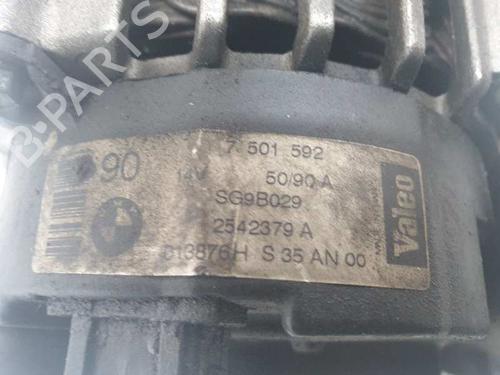 B-PARTS
90
7 501 592
14V 50/90 A
SG9B029
2542379 A
613876H S 35 AN 00
Valeo